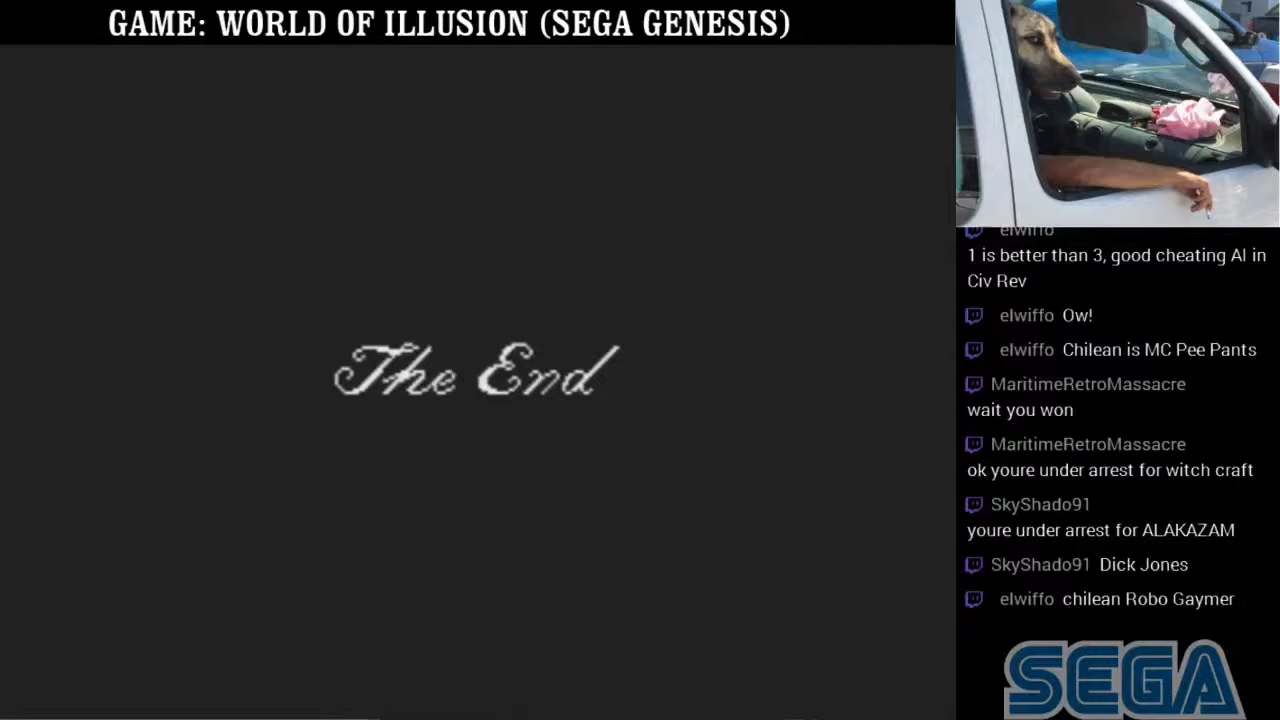 GAME: WORLD OF ILLUSION (SEGA GENESIS)
The End
elwiffo
1 is better than 3, good cheating AI in
Civ Rev
elwiffo Ow!
elwiffo Chilean is MC Pee Pants
MaritimeRetroMassacre
wait you won
MaritimeRetroMassacre
ok youre under arrest for witch craft
SkyShado91
youre under arrest for ALAKAZAM
SkyShado91 Dick Jones
elwiffo chilean Robo Gaymer
SEGA